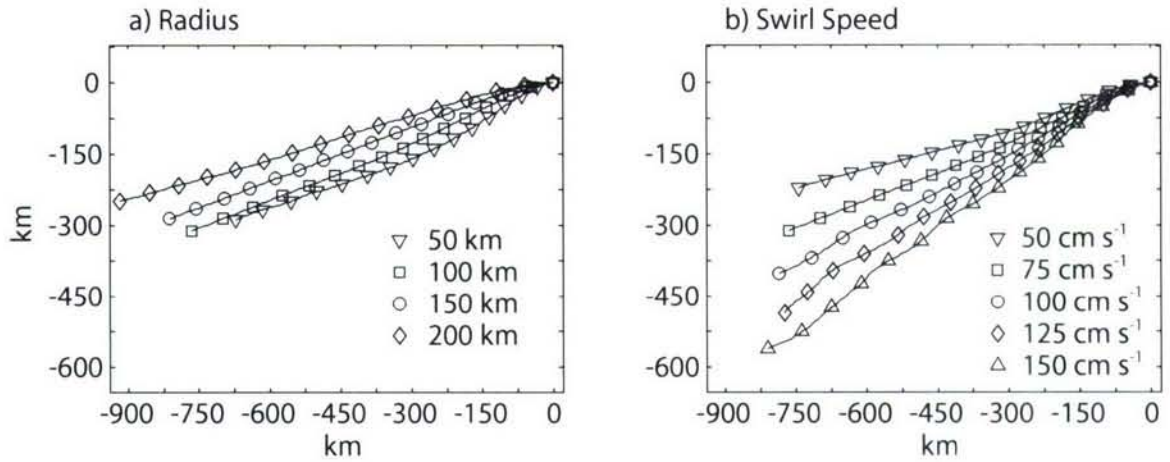 a) Radius
0
-150
-300
-450
-600
km
50 km
100 km
150 km
200 km
-900 -750 -600 -450 -300 -150 0
km
b) Swirl Speed
0
-150
-300
-450
-600
50 cm s⁻¹
75 cm s⁻¹
100 cm s⁻¹
125 cm s⁻¹
150 cm s⁻¹
-900 -750 -600 -450 -300 -150 0
km